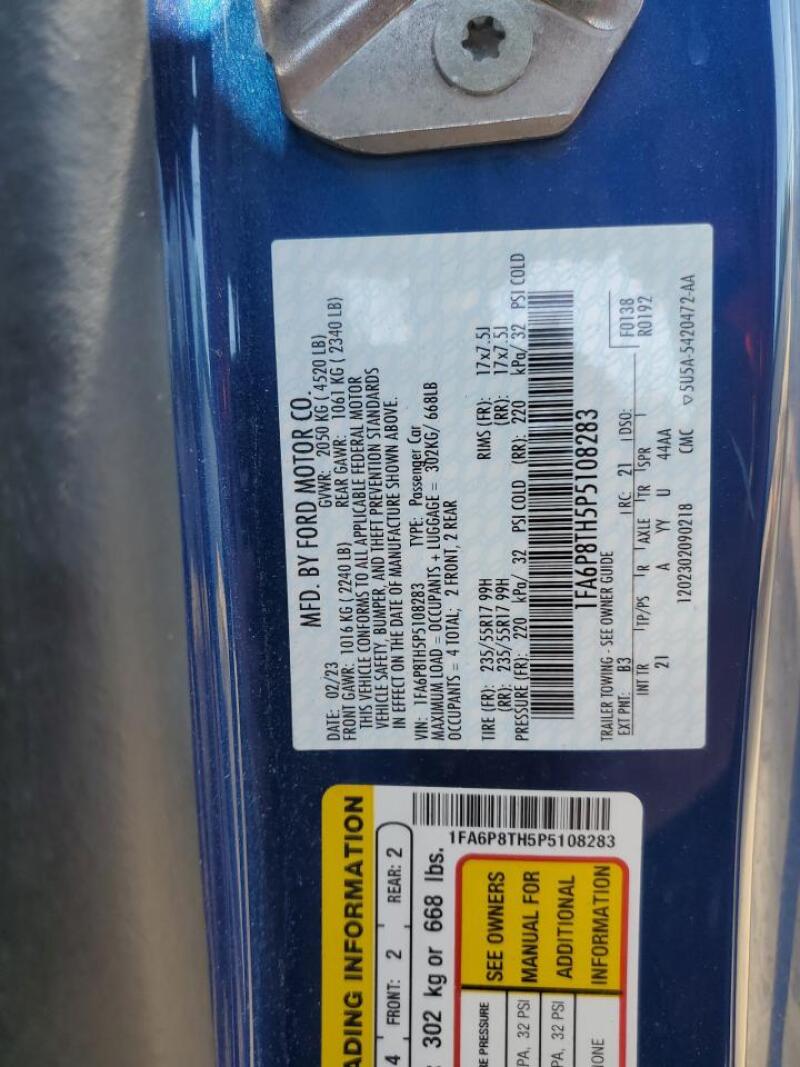 MFD. BY FORD MOTOR CO.
DATE: 02/23 GVWR: 2050 KG ( 4520 LB)
FRONT GAWR: 1016 KG ( 2240 LB) REAR GAWR: 1061 KG ( 2340 LB)
THIS VEHICLE CONFORMS TO ALL APPLICABLE FEDERAL MOTOR
VEHICLE SAFETY, BUMPER, AND THEFT PREVENTION STANDARDS
IN EFFECT ON THE DATE OF MANUFACTURE SHOWN ABOVE.
VIN: 1FA6P8TH5P5108283 TYPE: Passenger Car
MAXIMUM LOAD = OCCUPANTS + LUGGAGE = 302KG/ 668LB
OCCUPANTS = 4 TOTAL; 2 FRONT, 2 REAR
TIRE (FR): 235/55R17 99H RIMS (FR): 17x7.5J
(RR): 235/55R17 99H (RR): 17x7.5J
PRESSURE (FR): 220 kPa/ 32 PSI COLD (RR): 220 kPa/ 32 PSI COLD
1FA6P8TH5P5108283
TRAILER TOWING - SEE OWNER GUIDE
EXT PNT: B3 RC: 21 DSO: F0138
R0192
INT TR TP/PS R AXLE TR SPR
21 A YY U 44AA
1202302090218 CMC 5U5A-5420472-AA
ADING INFORMATION
4 FRONT: 2 REAR: 2
302 kg or 668 lbs.
1FA6P8TH5P5108283
E PRESSURE
PA, 32 PSI
PA, 32 PSI
ONE
SEE OWNERS
MANUAL FOR
ADDITIONAL
INFORMATION